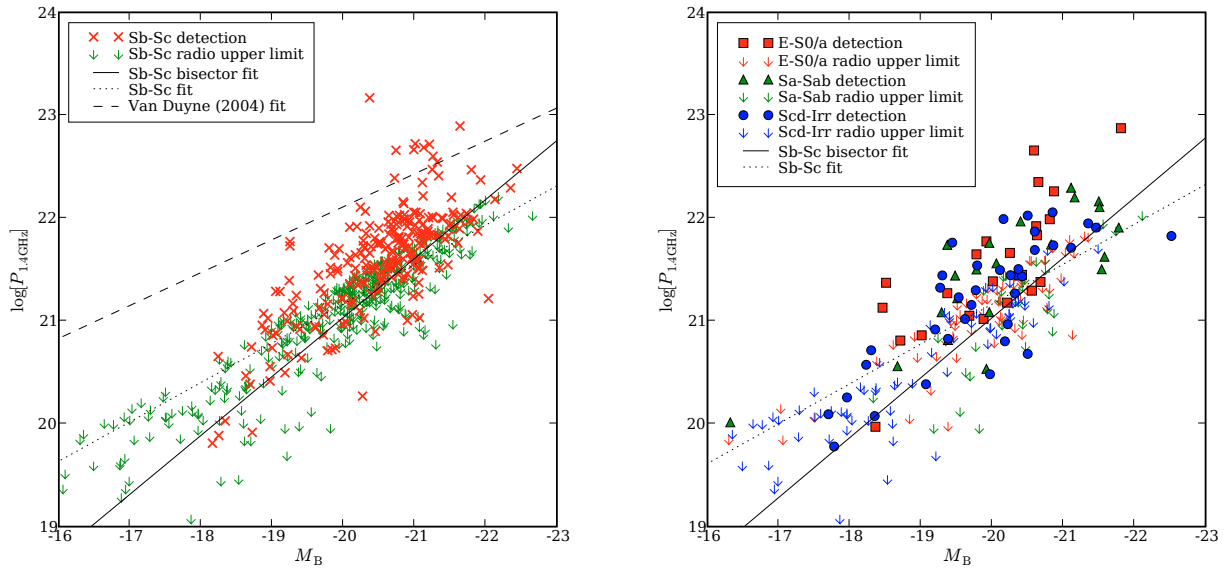 24
23
22
21
20
19
log[P1.4GHz]
Sb-Sc detection
Sb-Sc radio upper limit
Sb-Sc bisector fit
Sb-Sc fit
Van Duyne (2004) fit
-16 -17 -18 -19 -20 -21 -22 -23
MB
24
23
22
21
20
19
log[P1.4GHz]
E-S0/a detection
E-S0/a radio upper limit
Sa-Sab detection
Sa-Sab radio upper limit
Scd-Irr detection
Scd-Irr radio upper limit
Sb-Sc bisector fit
Sb-Sc fit
-16 -17 -18 -19 -20 -21 -22 -23
MB